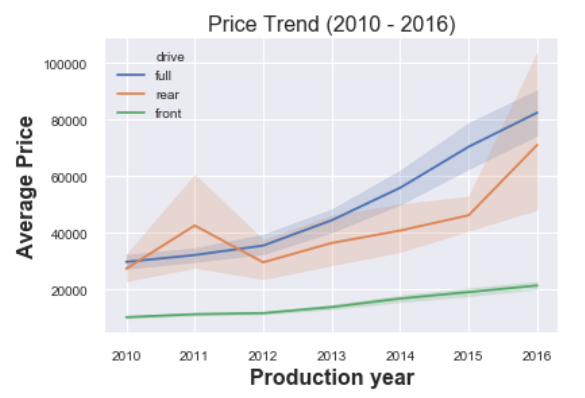 Price Trend (2010 - 2016)
drive
full
rear
front
100000
80000
60000
40000
20000
Average Price
2010 2011 2012 2013 2014 2015 2016
Production year